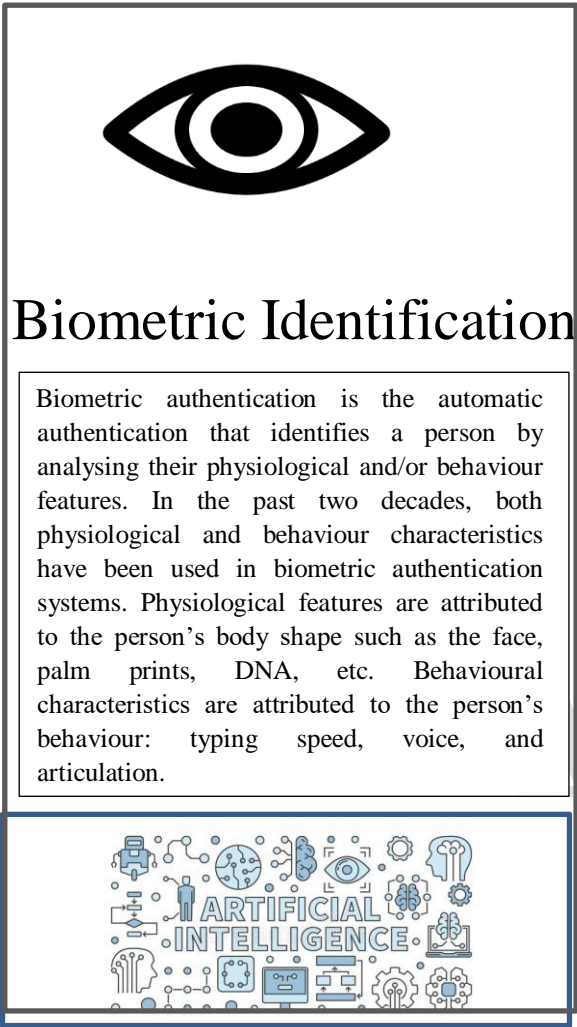 Biometric Identification
Biometric authentication is the automatic
authentication that identifies a person by
analysing their physiological and/or behaviour
features. In the past two decades, both
physiological and behaviour characteristics
have been used in biometric authentication
systems. Physiological features are attributed
to the person’s body shape such as the face,
palm prints, DNA, etc. Behavioural
characteristics are attributed to the person’s
behaviour: typing speed, voice, and
articulation.
ARTIFICIAL
INTELLIGENCE